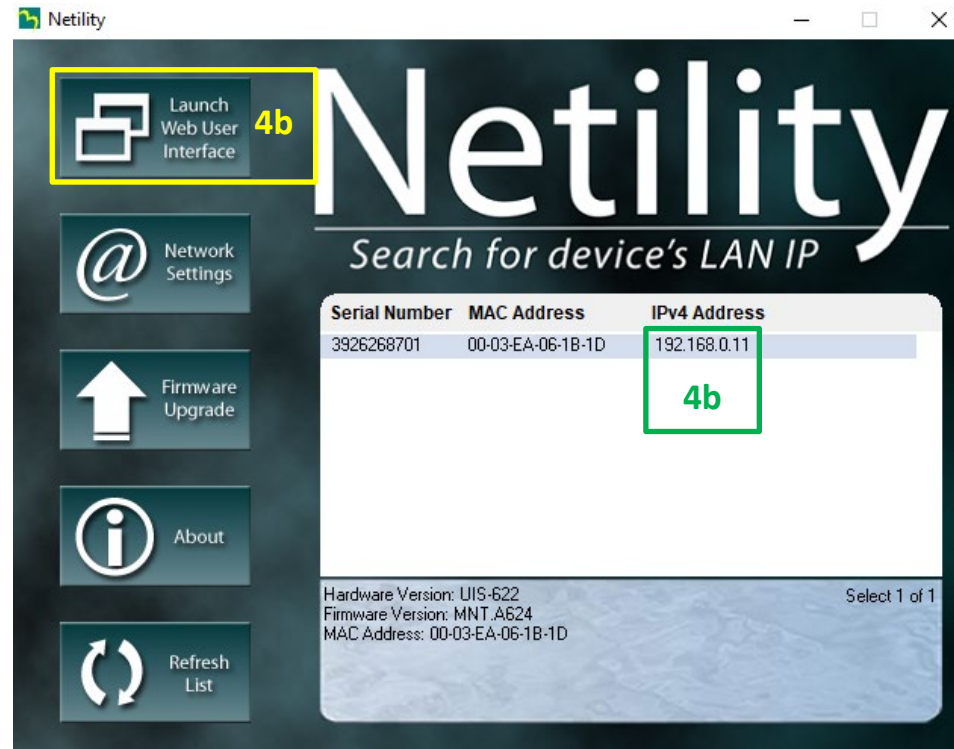 Netility
Launch
Web User
Interface
4b
Netility
Search for device's LAN IP
Network
Settings
Serial Number MAC Address IPv4 Address
3926268701 00-03-EA-06-1B-1D 192.168.0.11
4b
Firmware
Upgrade
About
Hardware Version: UIS-622 Select 1 of 1
Firmware Version: MNT.A624
MAC Address: 00-03-EA-06-1B-1D
Refresh
List